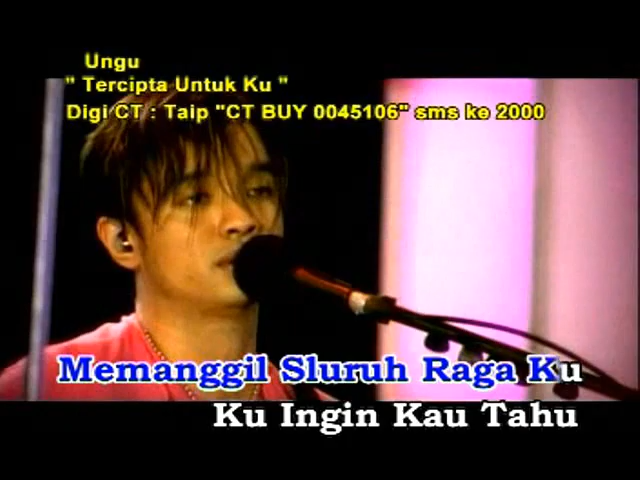 Ungu
" Tercipta Untuk Ku "
Digi CT : Taip "CT BUY 0045106" sms ke 2000
Memanggil Sluruh Raga Ku
Ku Ingin Kau Tahu